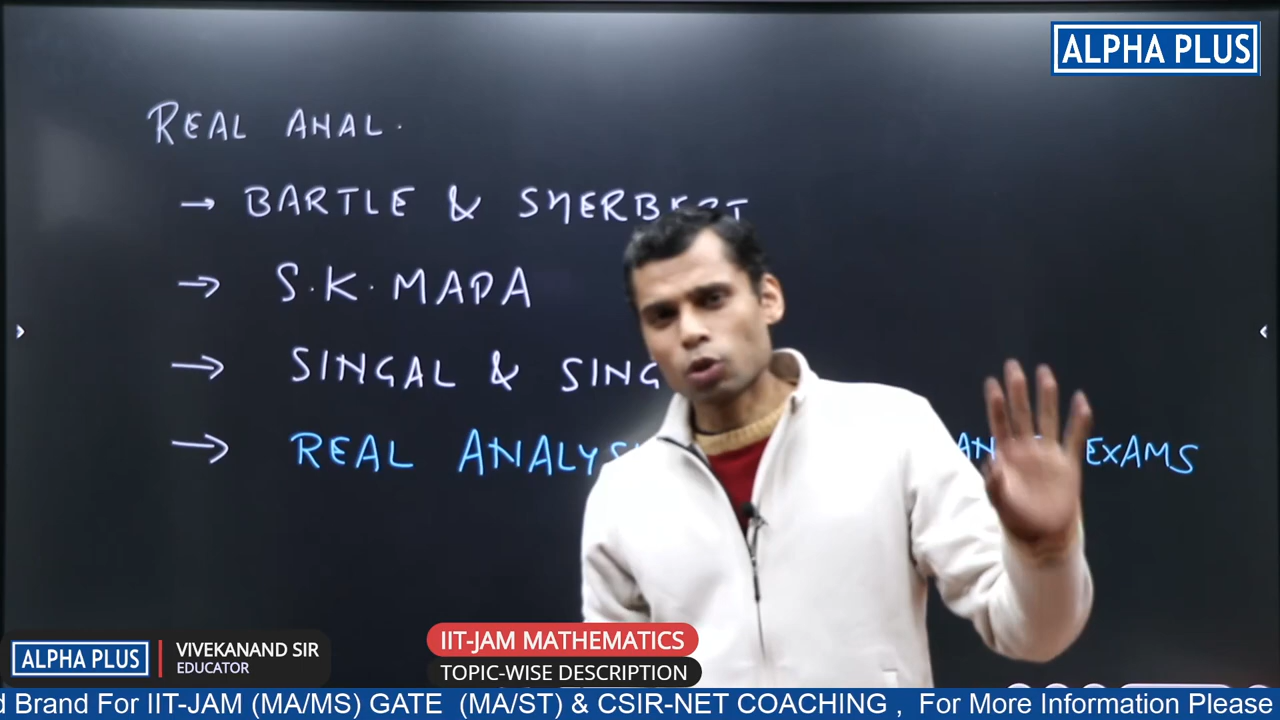 ALPHA PLUS
REAL ANAL.
→ BARTLE & SHERBERT
→ S.K. MAPA
→ SINGAL & SING
→ REAL ANALYS EXAMS
ALPHA PLUS
VIVEKANAND SIR
EDUCATOR
IIT-JAM MATHEMATICS
TOPIC-WISE DESCRIPTION
d Brand For IIT-JAM (MA/MS) GATE (MA/ST) & CSIR-NET COACHING , For More Information Please